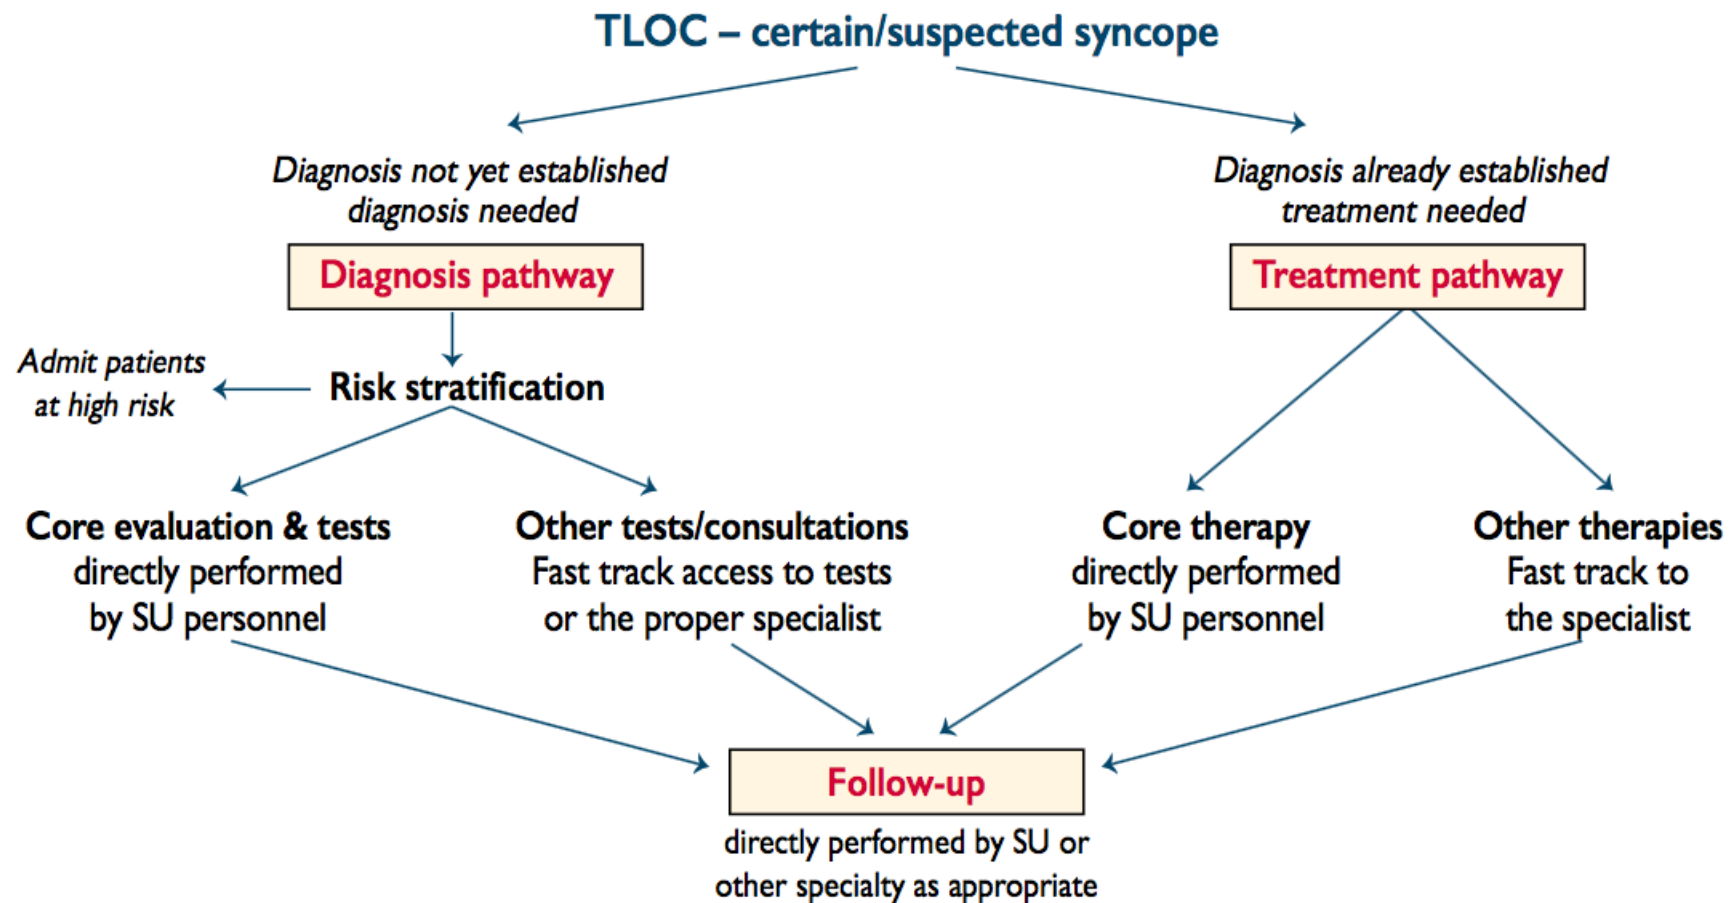 TLOC – certain/suspected syncope
Diagnosis not yet established
diagnosis needed
Diagnosis pathway
Diagnosis already established
treatment needed
Treatment pathway
Admit patients
at high risk
Risk stratification
Core evaluation & tests
directly performed
by SU personnel
Other tests/consultations
Fast track access to tests
or the proper specialist
Core therapy
directly performed
by SU personnel
Other therapies
Fast track to
the specialist
Follow-up
directly performed by SU or
other specialty as appropriate